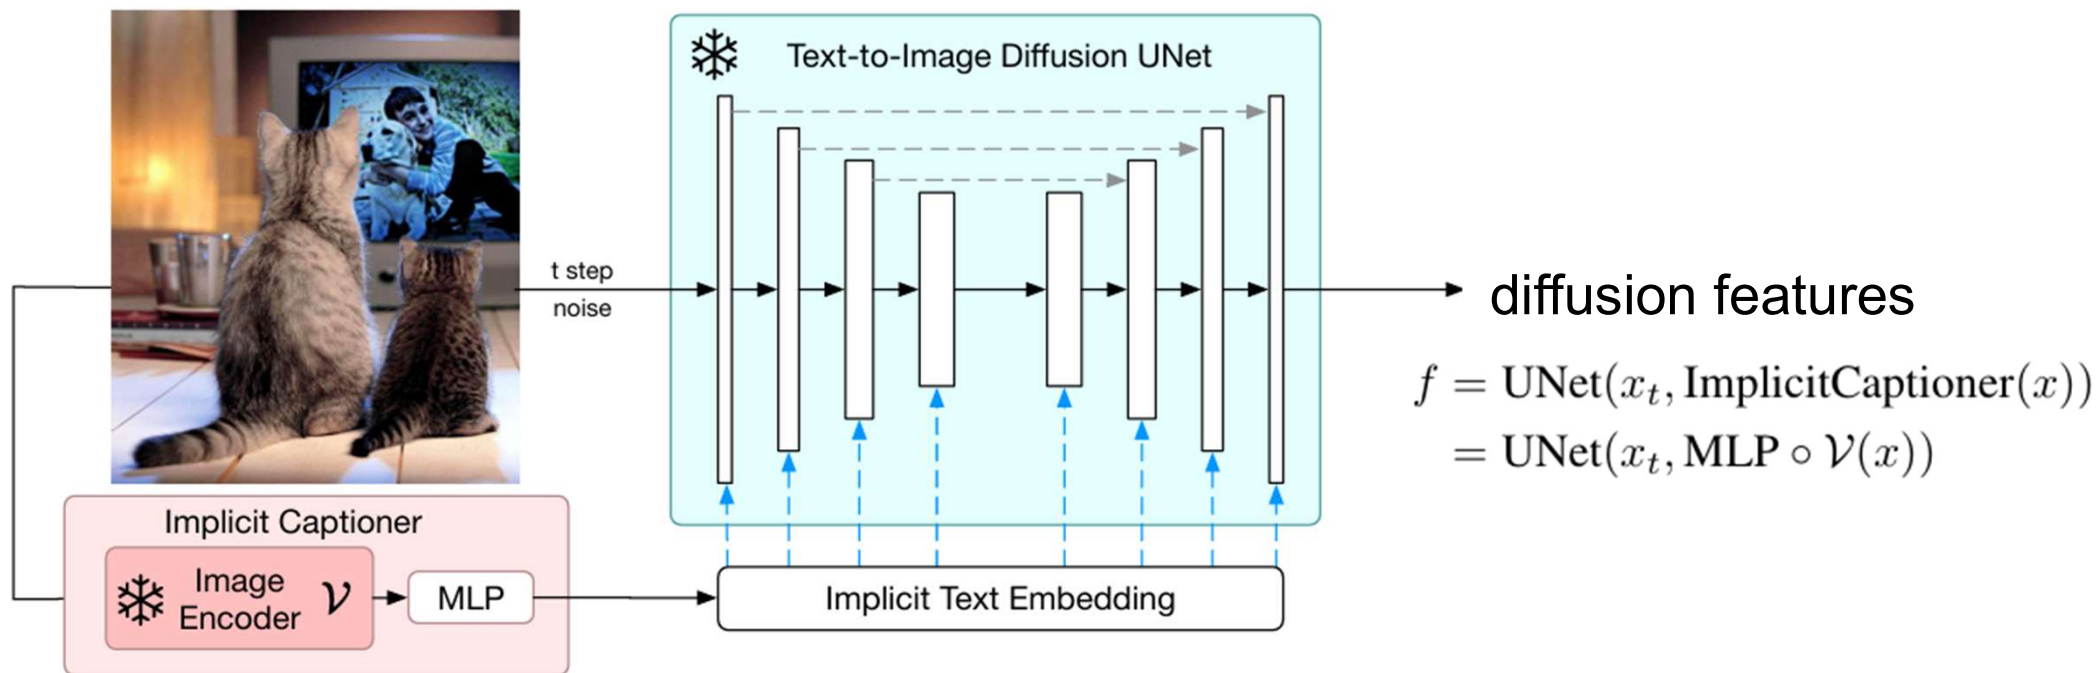 Text-to-Image Diffusion UNet
t step
noise
diffusion features
f = UNet(x_t, ImplicitCaptioner(x))
= UNet(x_t, MLP ∘ 𝒱(x))
Implicit Captioner
Image
Encoder 𝒱
MLP
Implicit Text Embedding